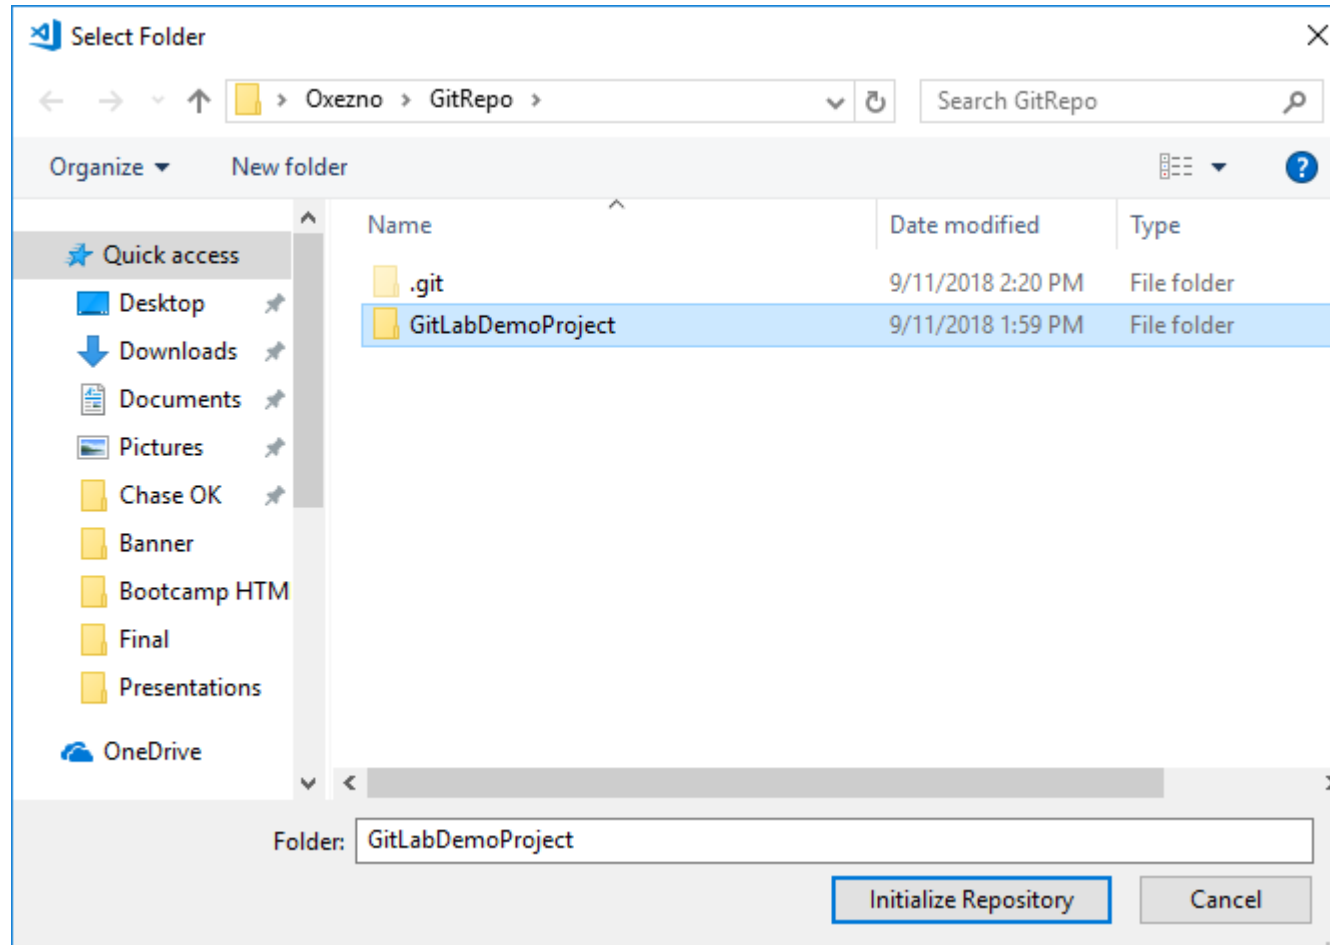 Select Folder
Oxezno > GitRepo >
Search GitRepo
Organize
New folder
Name
Date modified
Type
Quick access
Desktop
Downloads
Documents
Pictures
Chase OK
Banner
Bootcamp HTM
Final
Presentations
OneDrive
.git 9/11/2018 2:20 PM File folder
GitLabDemoProject 9/11/2018 1:59 PM File folder
Folder: GitLabDemoProject
Initialize Repository
Cancel